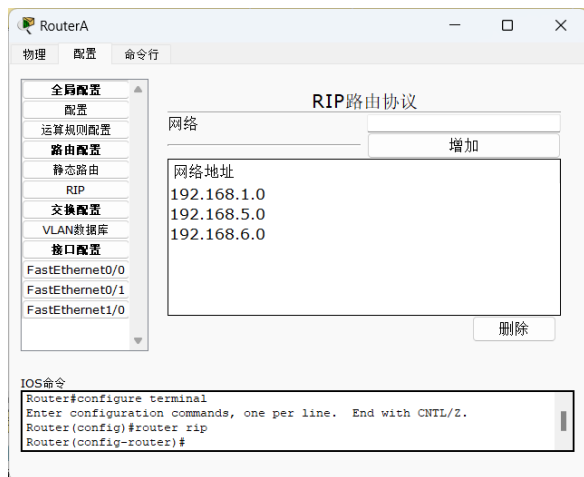 RouterA
物理 配置 命令行
全局配置
配置
运算规则配置
路由配置
静态路由
RIP
交换配置
VLAN数据库
接口配置
FastEthernet0/0
FastEthernet0/1
FastEthernet1/0
RIP路由协议
网络
增加
网络地址
192.168.1.0
192.168.5.0
192.168.6.0
删除
IOS命令
Router#configure terminal
Enter configuration commands, one per line.  End with CNTL/Z.
Router(config)#router rip
Router(config-router)#